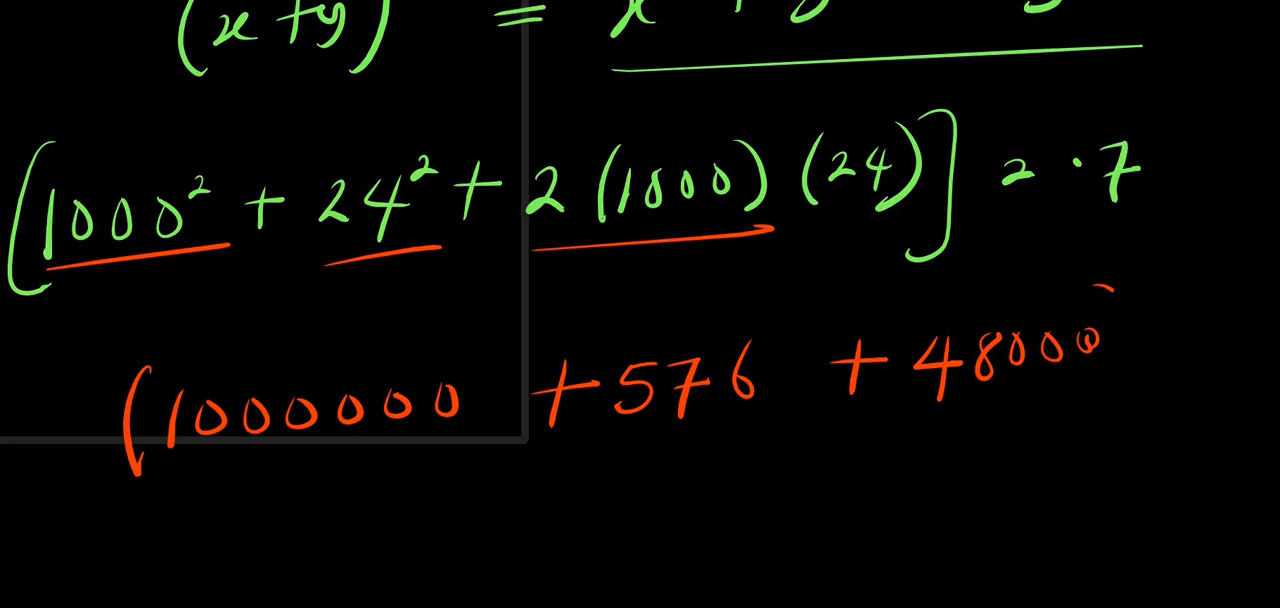 (x+y) = x + y
[1000² + 24² + 2(1000)(24)] 2 · 7
(1000000 + 576 + 48000